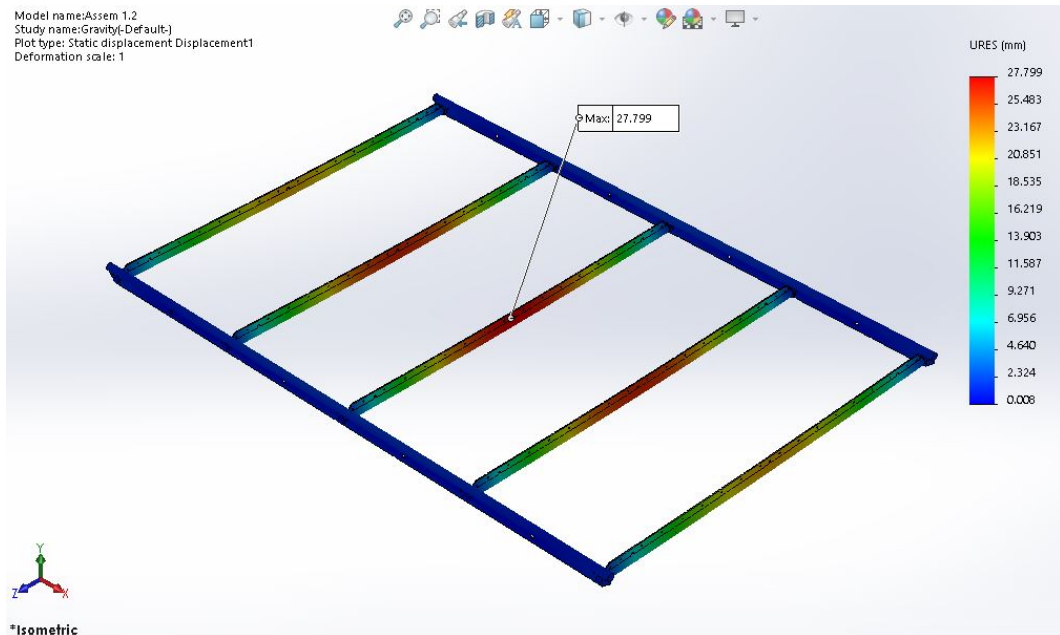 Model name:Assem 1.2
Study name:Gravity(-Default-)
Plot type: Static displacement Displacement1
Deformation scale: 1
URES (mm)
27.799
25.483
23.167
20.851
18.535
16.219
13.903
11.587
9.271
6.956
4.640
2.324
0.008
Max: 27.799
Y
Z
X
*Isometric